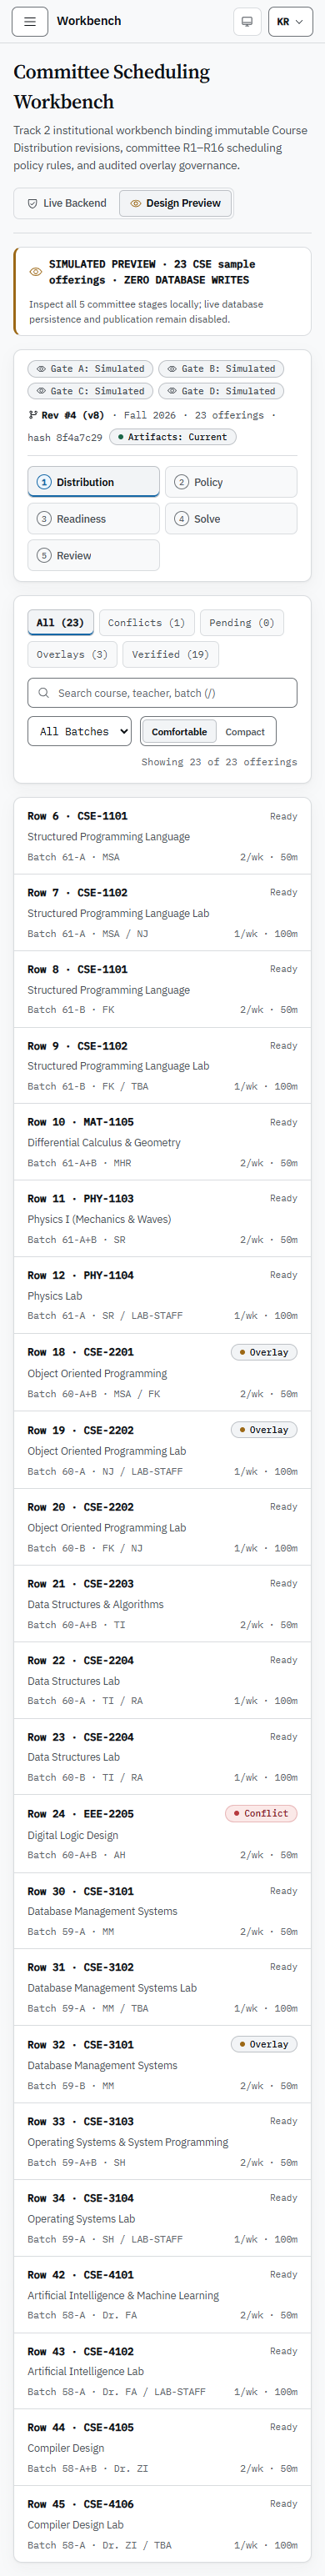 Workbench
KR
Committee Scheduling
Workbench
Track 2 institutional workbench binding immutable Course
Distribution revisions, committee R1–R16 scheduling
policy rules, and audited overlay governance.
Live Backend
Design Preview
SIMULATED PREVIEW · 23 CSE sample
offerings · ZERO DATABASE WRITES
Inspect all 5 committee stages locally; live database
persistence and publication remain disabled.
Gate A: Simulated
Gate B: Simulated
Gate C: Simulated
Gate D: Simulated
Rev #4 (v8) · Fall 2026 · 23 offerings ·
hash 8f4a7c29
Artifacts: Current
1 Distribution
2 Policy
3 Readiness
4 Solve
5 Review
All (23)
Conflicts (1)
Pending (0)
Overlays (3)
Verified (19)
Search course, teacher, batch (/)
All Batches
Comfortable
Compact
Showing 23 of 23 offerings
Row 6 · CSE-1101 Ready
Structured Programming Language
Batch 61-A · MSA 2/wk · 50m
Row 7 · CSE-1102 Ready
Structured Programming Language Lab
Batch 61-A · MSA / NJ 1/wk · 100m
Row 8 · CSE-1101 Ready
Structured Programming Language
Batch 61-B · FK 2/wk · 50m
Row 9 · CSE-1102 Ready
Structured Programming Language Lab
Batch 61-B · FK / TBA 1/wk · 100m
Row 10 · MAT-1105 Ready
Differential Calculus & Geometry
Batch 61-A+B · MHR 2/wk · 50m
Row 11 · PHY-1103 Ready
Physics I (Mechanics & Waves)
Batch 61-A+B · SR 2/wk · 50m
Row 12 · PHY-1104 Ready
Physics Lab
Batch 61-A · SR / LAB-STAFF 1/wk · 100m
Row 18 · CSE-2201 Overlay
Object Oriented Programming
Batch 60-A+B · MSA / FK 2/wk · 50m
Row 19 · CSE-2202 Overlay
Object Oriented Programming Lab
Batch 60-A · NJ / LAB-STAFF 1/wk · 100m
Row 20 · CSE-2202 Ready
Object Oriented Programming Lab
Batch 60-B · FK / NJ 1/wk · 100m
Row 21 · CSE-2203 Ready
Data Structures & Algorithms
Batch 60-A+B · TI 2/wk · 50m
Row 22 · CSE-2204 Ready
Data Structures Lab
Batch 60-A · TI / RA 1/wk · 100m
Row 23 · CSE-2204 Ready
Data Structures Lab
Batch 60-B · TI / RA 1/wk · 100m
Row 24 · EEE-2205 Conflict
Digital Logic Design
Batch 60-A+B · AH 2/wk · 50m
Row 30 · CSE-3101 Ready
Database Management Systems
Batch 59-A · MM 2/wk · 50m
Row 31 · CSE-3102 Ready
Database Management Systems Lab
Batch 59-A · MM / TBA 1/wk · 100m
Row 32 · CSE-3101 Overlay
Database Management Systems
Batch 59-B · MM 2/wk · 50m
Row 33 · CSE-3103 Ready
Operating Systems & System Programming
Batch 59-A+B · SH 2/wk · 50m
Row 34 · CSE-3104 Ready
Operating Systems Lab
Batch 59-A · SH / LAB-STAFF 1/wk · 100m
Row 42 · CSE-4101 Ready
Artificial Intelligence & Machine Learning
Batch 58-A · Dr. FA 2/wk · 50m
Row 43 · CSE-4102 Ready
Artificial Intelligence Lab
Batch 58-A · Dr. FA / LAB-STAFF 1/wk · 100m
Row 44 · CSE-4105 Ready
Compiler Design
Batch 58-A+B · Dr. ZI 2/wk · 50m
Row 45 · CSE-4106 Ready
Compiler Design Lab
Batch 58-A · Dr. ZI / TBA 1/wk · 100m